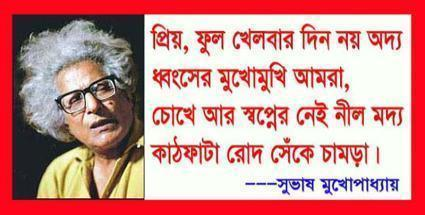 প্রিয়, ফুল খেলবার দিন নয় অদ্য
ধ্বংসের মুখোমুখি আমরা,
চোখে আর স্বপ্নের নেই নীল মদ্য
কাঠফাটা রোদ সেঁকে চামড়া।
---সুভাষ মুখোপাধ্যায়